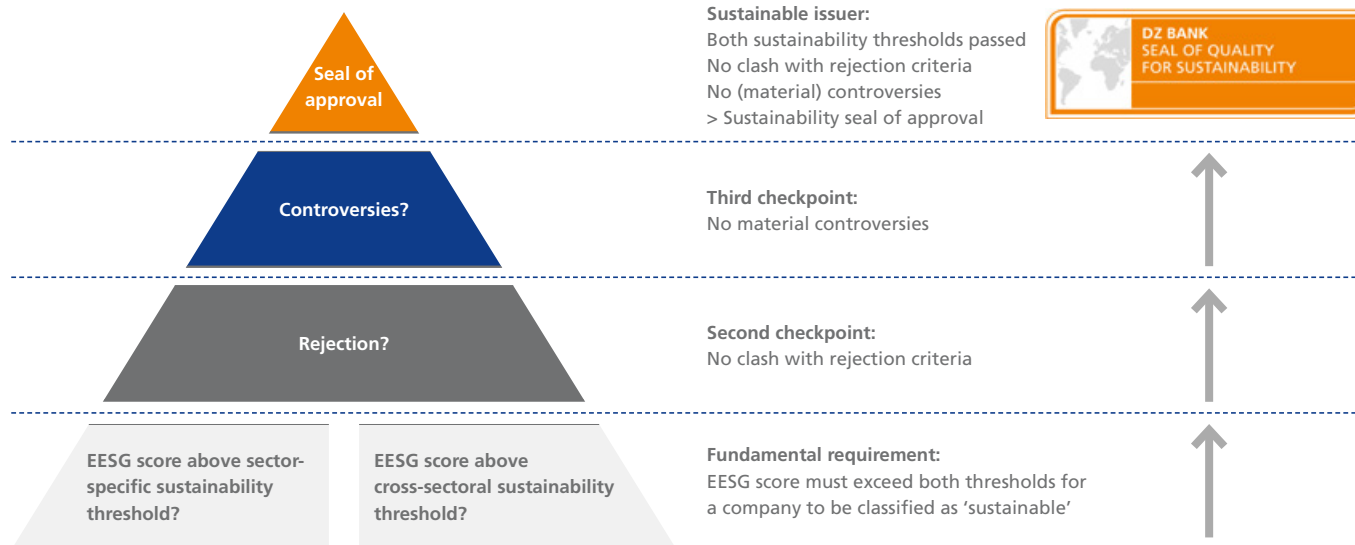 Seal of
approval
Sustainable issuer:
Both sustainability thresholds passed
No clash with rejection criteria
No (material) controversies
> Sustainability seal of approval
DZ BANK
SEAL OF QUALITY
FOR SUSTAINABILITY
Controversies?
Third checkpoint:
No material controversies
Rejection?
Second checkpoint:
No clash with rejection criteria
EESG score above sector-
specific sustainability
threshold?
EESG score above
cross-sectoral sustainability
threshold?
Fundamental requirement:
EESG score must exceed both thresholds for
a company to be classified as ‘sustainable’